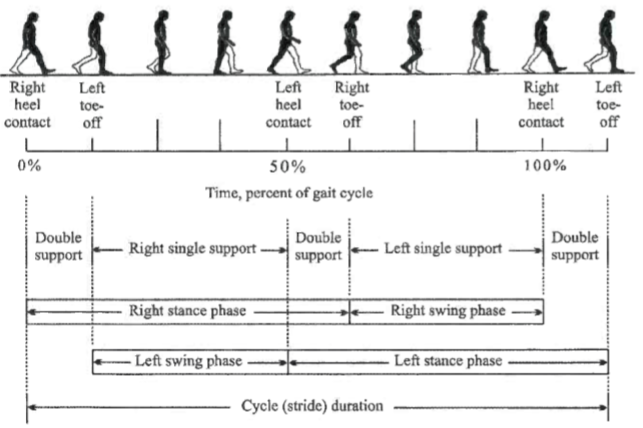 Right Left Left Right Right Left
heel toe- heel toe- heel toe-
contact off contact off contact off
0% 50% 100%
Time, percent of gait cycle
Double Double Double
support Right single support support Left single support support
Right stance phase Right swing phase
Left swing phase Left stance phase
Cycle (stride) duration